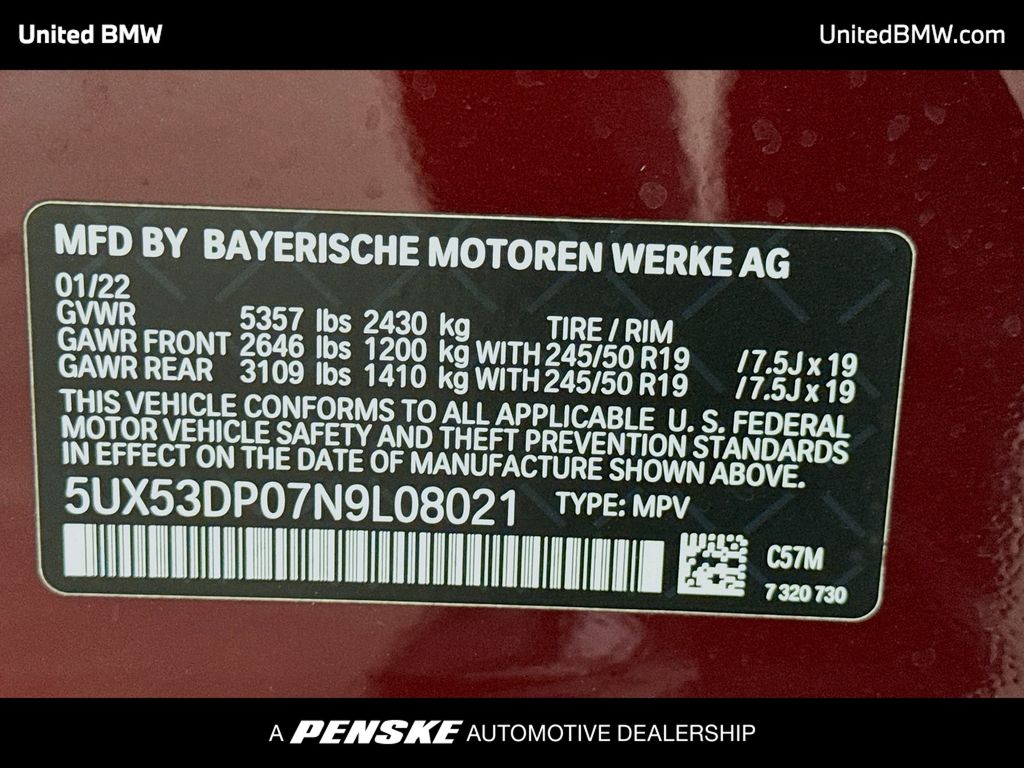 United BMW
UnitedBMW.com
MFD BY BAYERISCHE MOTOREN WERKE AG
01/22
GVWR 5357 lbs 2430 kg TIRE / RIM
GAWR FRONT 2646 lbs 1200 kg WITH 245/50 R19 /7.5J x 19
GAWR REAR 3109 lbs 1410 kg WITH 245/50 R19 /7.5J x 19
THIS VEHICLE CONFORMS TO ALL APPLICABLE U. S. FEDERAL
MOTOR VEHICLE SAFETY AND THEFT PREVENTION STANDARDS
IN EFFECT ON THE DATE OF MANUFACTURE SHOWN ABOVE.
5UX53DP07N9L08021 TYPE: MPV
C57M
7 320 730
A PENSKE AUTOMOTIVE DEALERSHIP